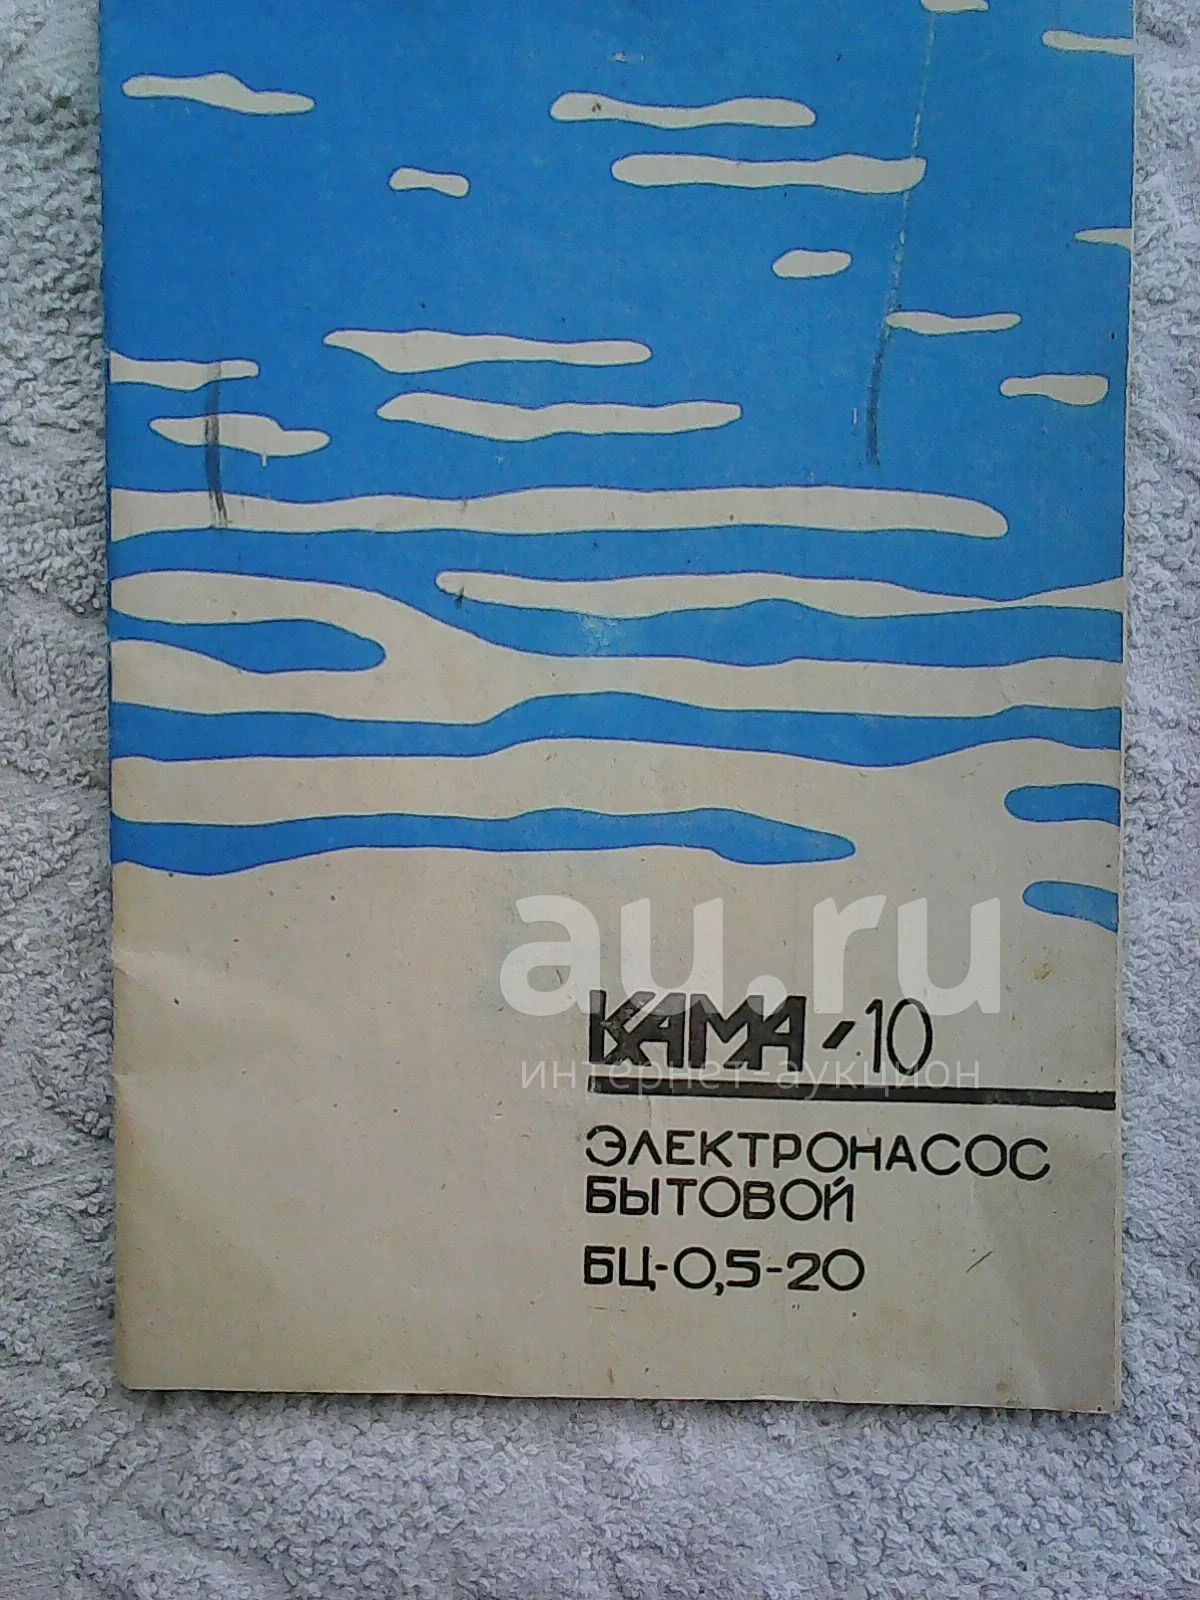 au.ru
КАМА-10
интернет-аукцион
ЭЛЕКТРОНАСОС
БЫТОВОЙ
БЦ-0,5-20